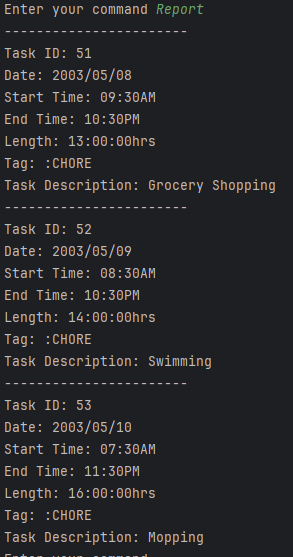 Enter your command Report
-----------------------
Task ID: 51
Date: 2003/05/08
Start Time: 09:30AM
End Time: 10:30PM
Length: 13:00:00hrs
Tag: :CHORE
Task Description: Grocery Shopping
-----------------------
Task ID: 52
Date: 2003/05/09
Start Time: 08:30AM
End Time: 10:30PM
Length: 14:00:00hrs
Tag: :CHORE
Task Description: Swimming
-----------------------
Task ID: 53
Date: 2003/05/10
Start Time: 07:30AM
End Time: 11:30PM
Length: 16:00:00hrs
Tag: :CHORE
Task Description: Mopping
Enter your command